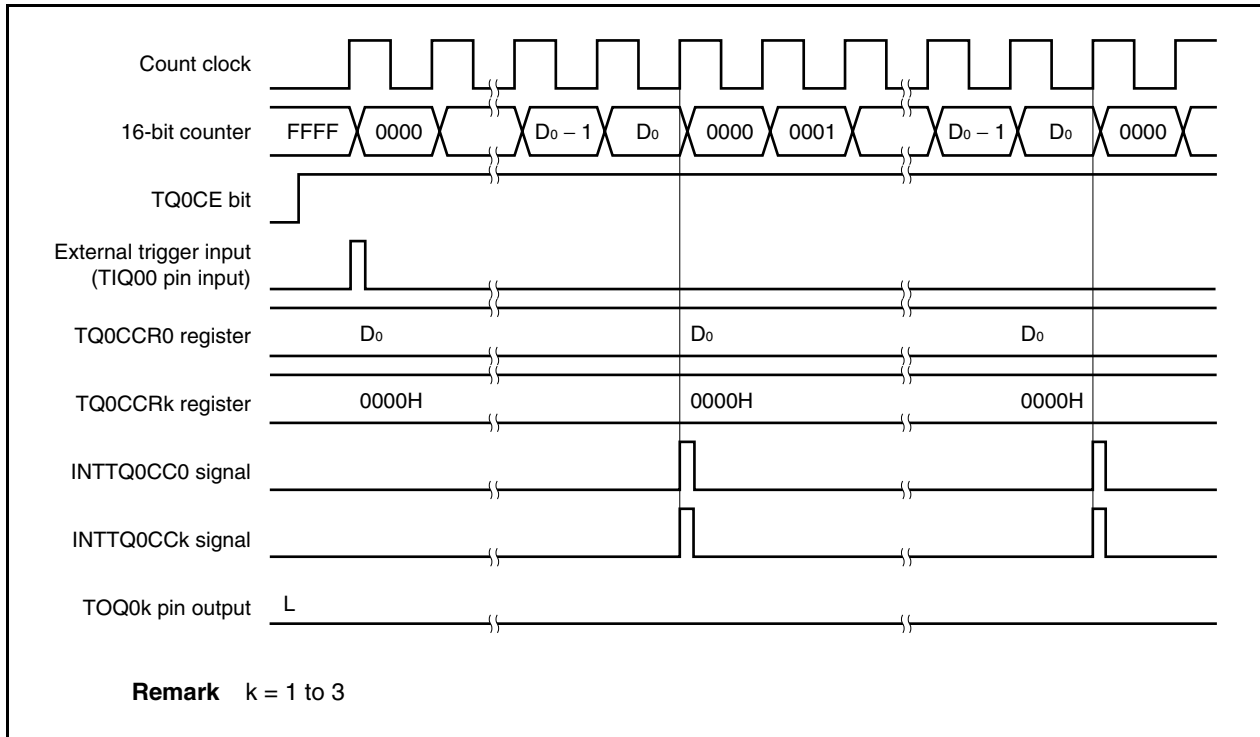 Count clock
16-bit counter FFFF 0000 D₀ − 1 D₀ 0000 0001 D₀ − 1 D₀ 0000
TQ0CE bit
External trigger input
(TIQ00 pin input)
TQ0CCR0 register D₀ D₀ D₀
TQ0CCRk register 0000H 0000H 0000H
INTTQ0CC0 signal
INTTQ0CCk signal
TOQ0k pin output L
Remark k = 1 to 3